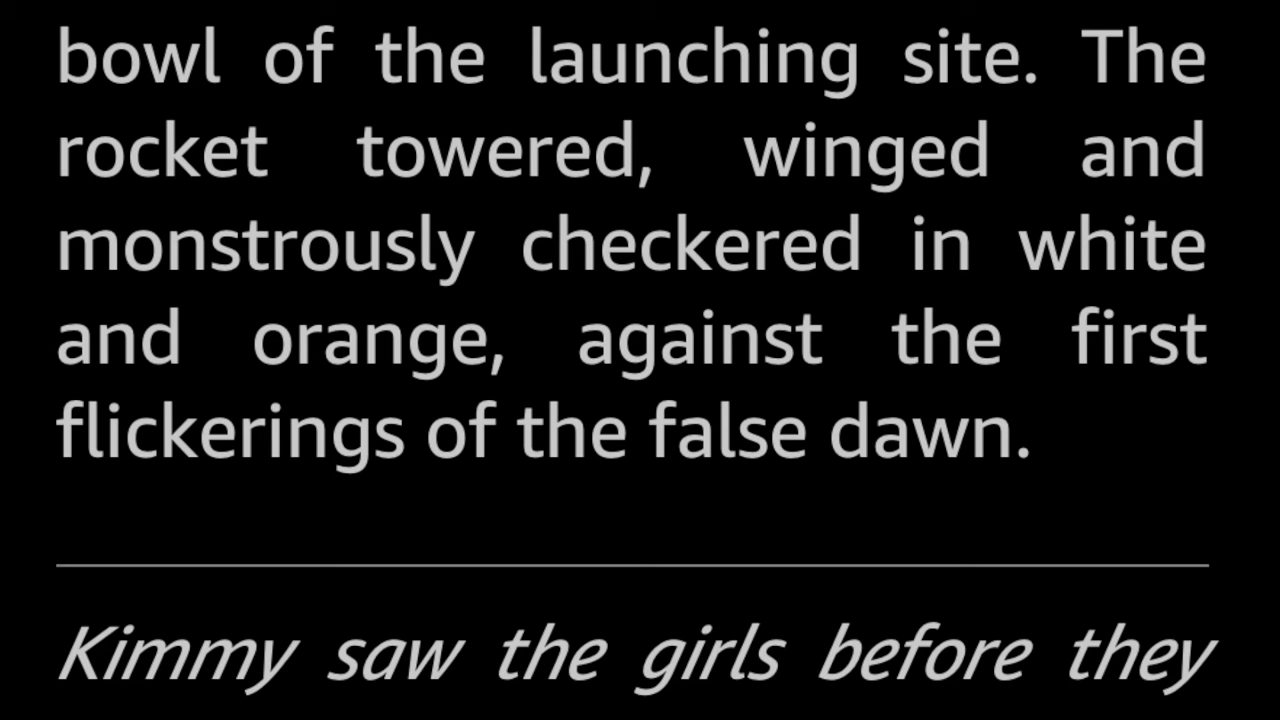 bowl of the launching site. The
rocket towered, winged and
monstrously checkered in white
and orange, against the first
flickerings of the false dawn.
Kimmy saw the girls before they